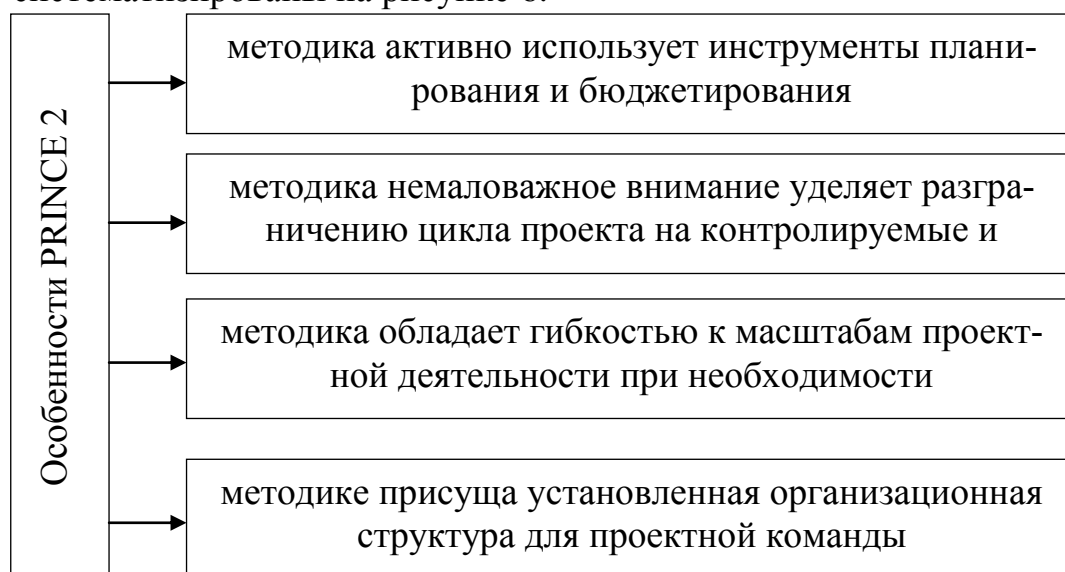 систематизированы на рисунке 6.
Особенности PRINCE 2
методика активно использует инструменты плани-
рования и бюджетирования
методика немаловажное внимание уделяет разгра-
ничению цикла проекта на контролируемые и
методика обладает гибкостью к масштабам проект-
ной деятельности при необходимости
методике присуща установленная организационная
структура для проектной команды